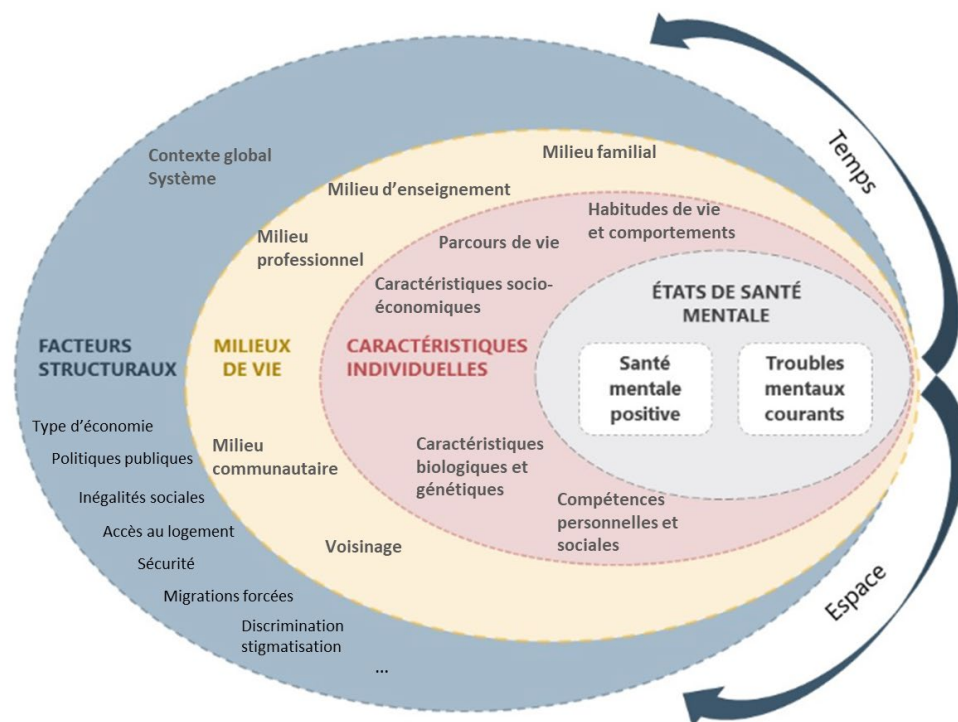 Temps
Contexte global
Système
Milieu familial
Milieu d'enseignement
Milieu
professionnel
Habitudes de vie
et comportements
Parcours de vie
Caractéristiques socio-
économiques
ÉTATS DE SANTÉ
MENTALE
FACTEURS
STRUCTURAUX
MILIEUX
DE VIE
CARACTÉRISTIQUES
INDIVIDUELLES
Santé
mentale
positive
Troubles
mentaux
courants
Type d'économie
Politiques publiques
Inégalités sociales
Accès au logement
Sécurité
Migrations forcées
Discrimination
stigmatisation
...
Milieu
communautaire
Voisinage
Caractéristiques
biologiques et
génétiques
Compétences
personnelles et
sociales
Espace